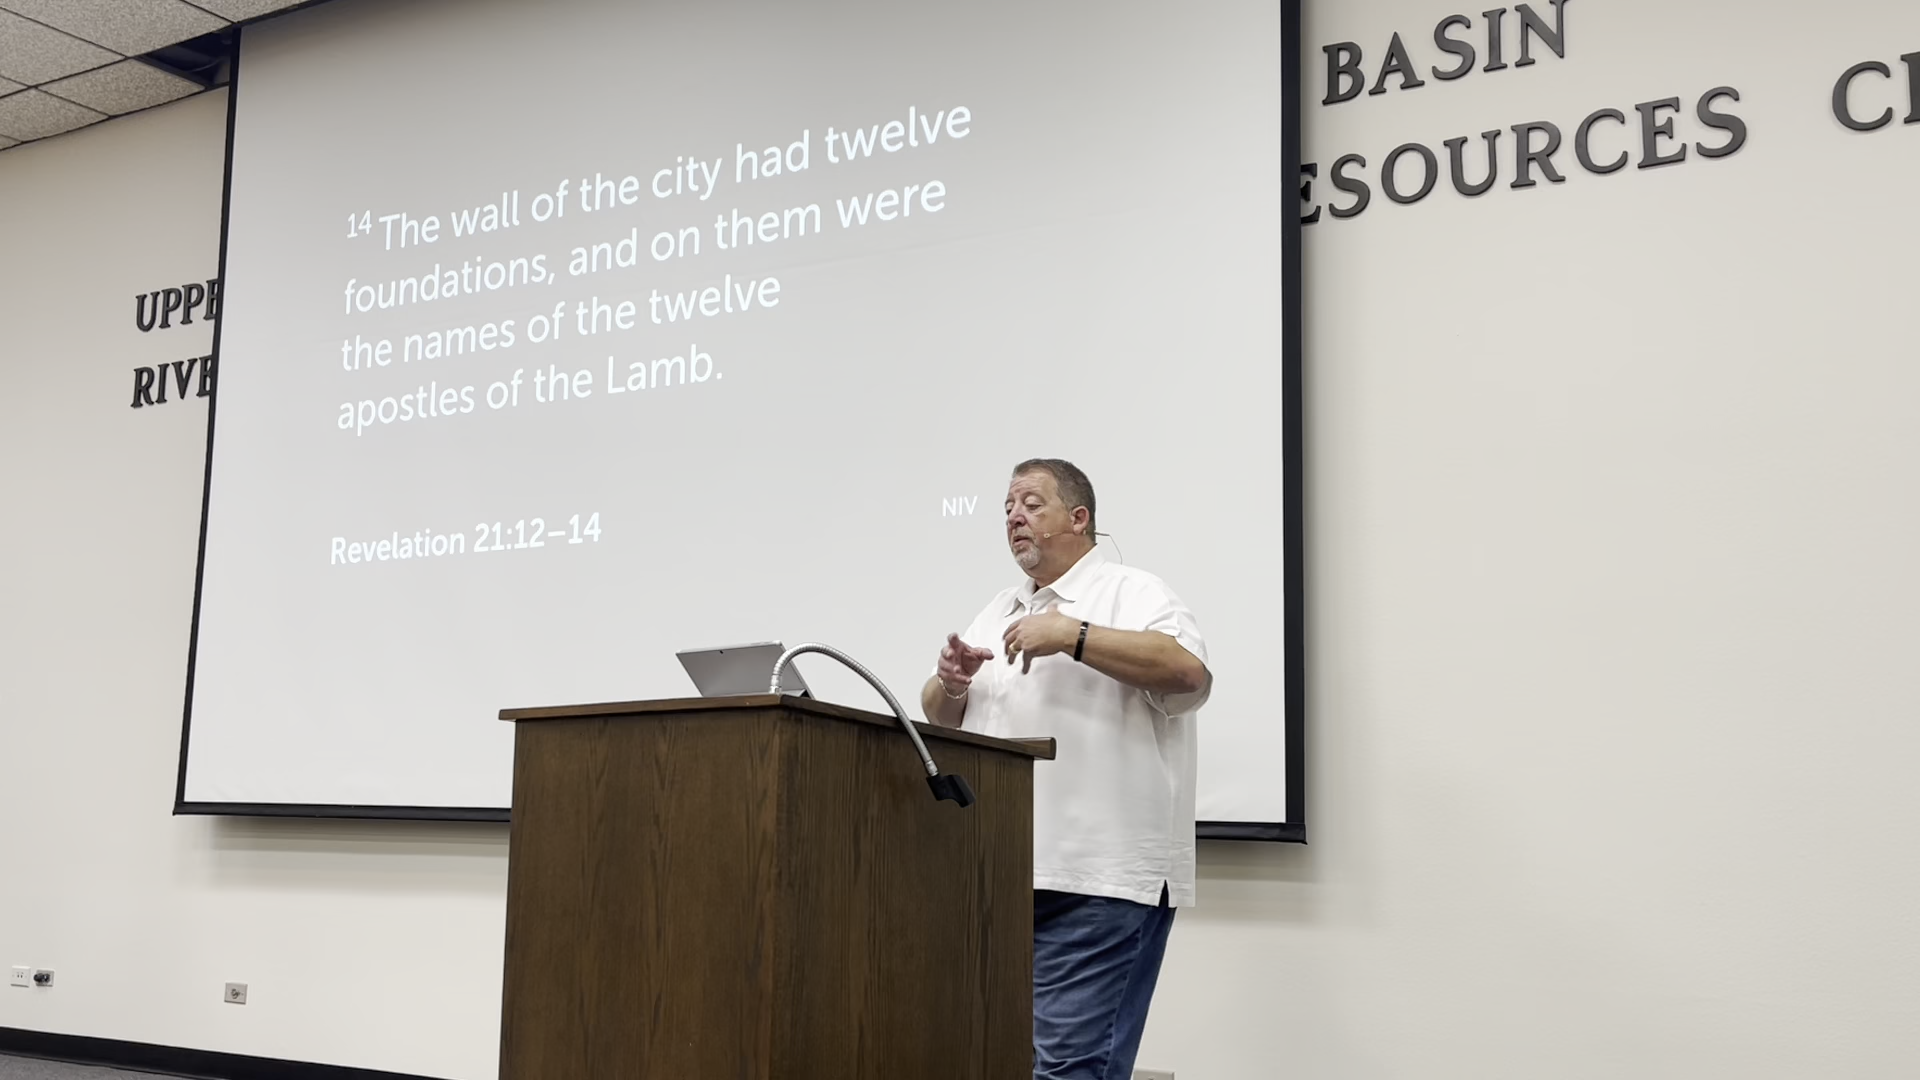 BASIN
ESOURCES
UPPE
RIVE
14 The wall of the city had twelve
foundations, and on them were
the names of the twelve
apostles of the Lamb.
NIV
Revelation 21:12–14